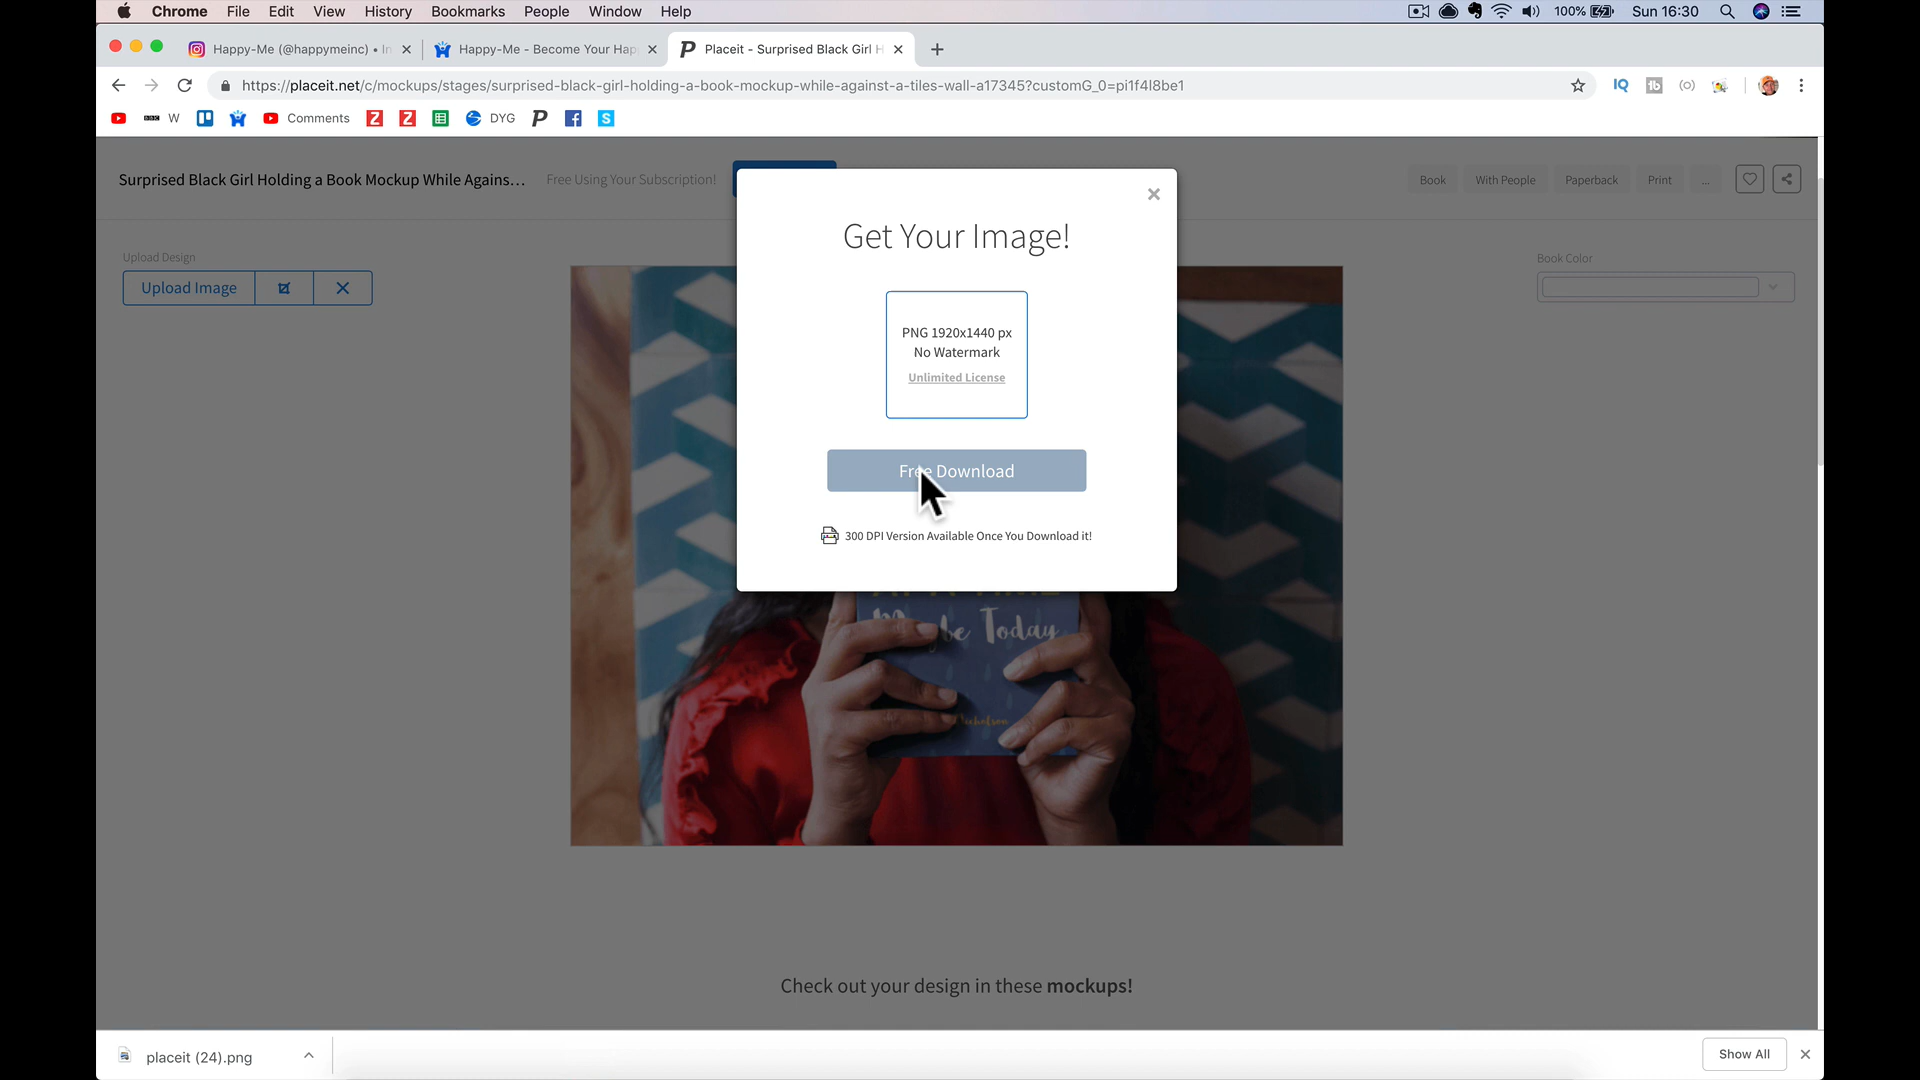 Chrome File Edit View History Bookmarks People Window Help 100% Sun 16:30
Happy-Me (@happymeinc) • In Happy-Me - Become Your Hap Placeit - Surprised Black Girl H
https://placeit.net/c/mockups/stages/surprised-black-girl-holding-a-book-mockup-while-against-a-tiles-wall-a17345?customG_0=pi1f4l8be1
BBC W Comments DYG
Surprised Black Girl Holding a Book Mockup While Agains... Free Using Your Subscription! Book With People Paperback Print ...
Get Your Image!
Upload Design Book Color
Upload Image
PNG 1920x1440 px
No Watermark
Unlimited License
Free Download
300 DPI Version Available Once You Download it!
Maybe Today
Nicholson
Check out your design in these mockups!
placeit (24).png Show All